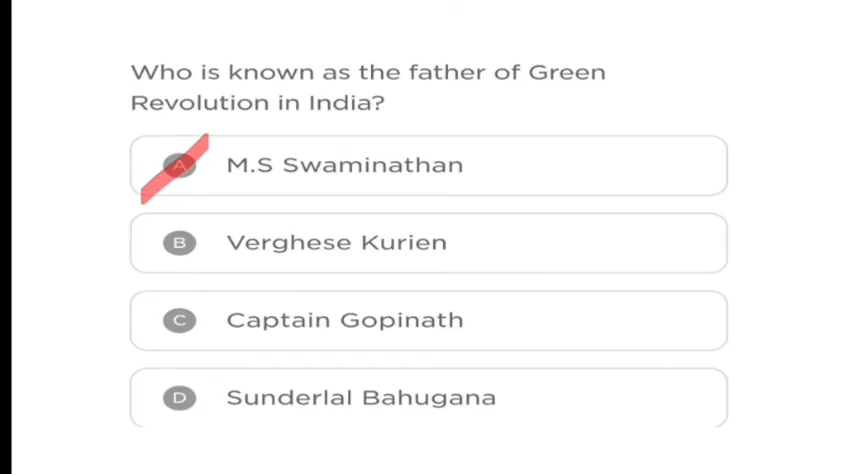 Who is known as the father of Green
Revolution in India?
A M.S Swaminathan
B Verghese Kurien
C Captain Gopinath
D Sunderlal Bahugana